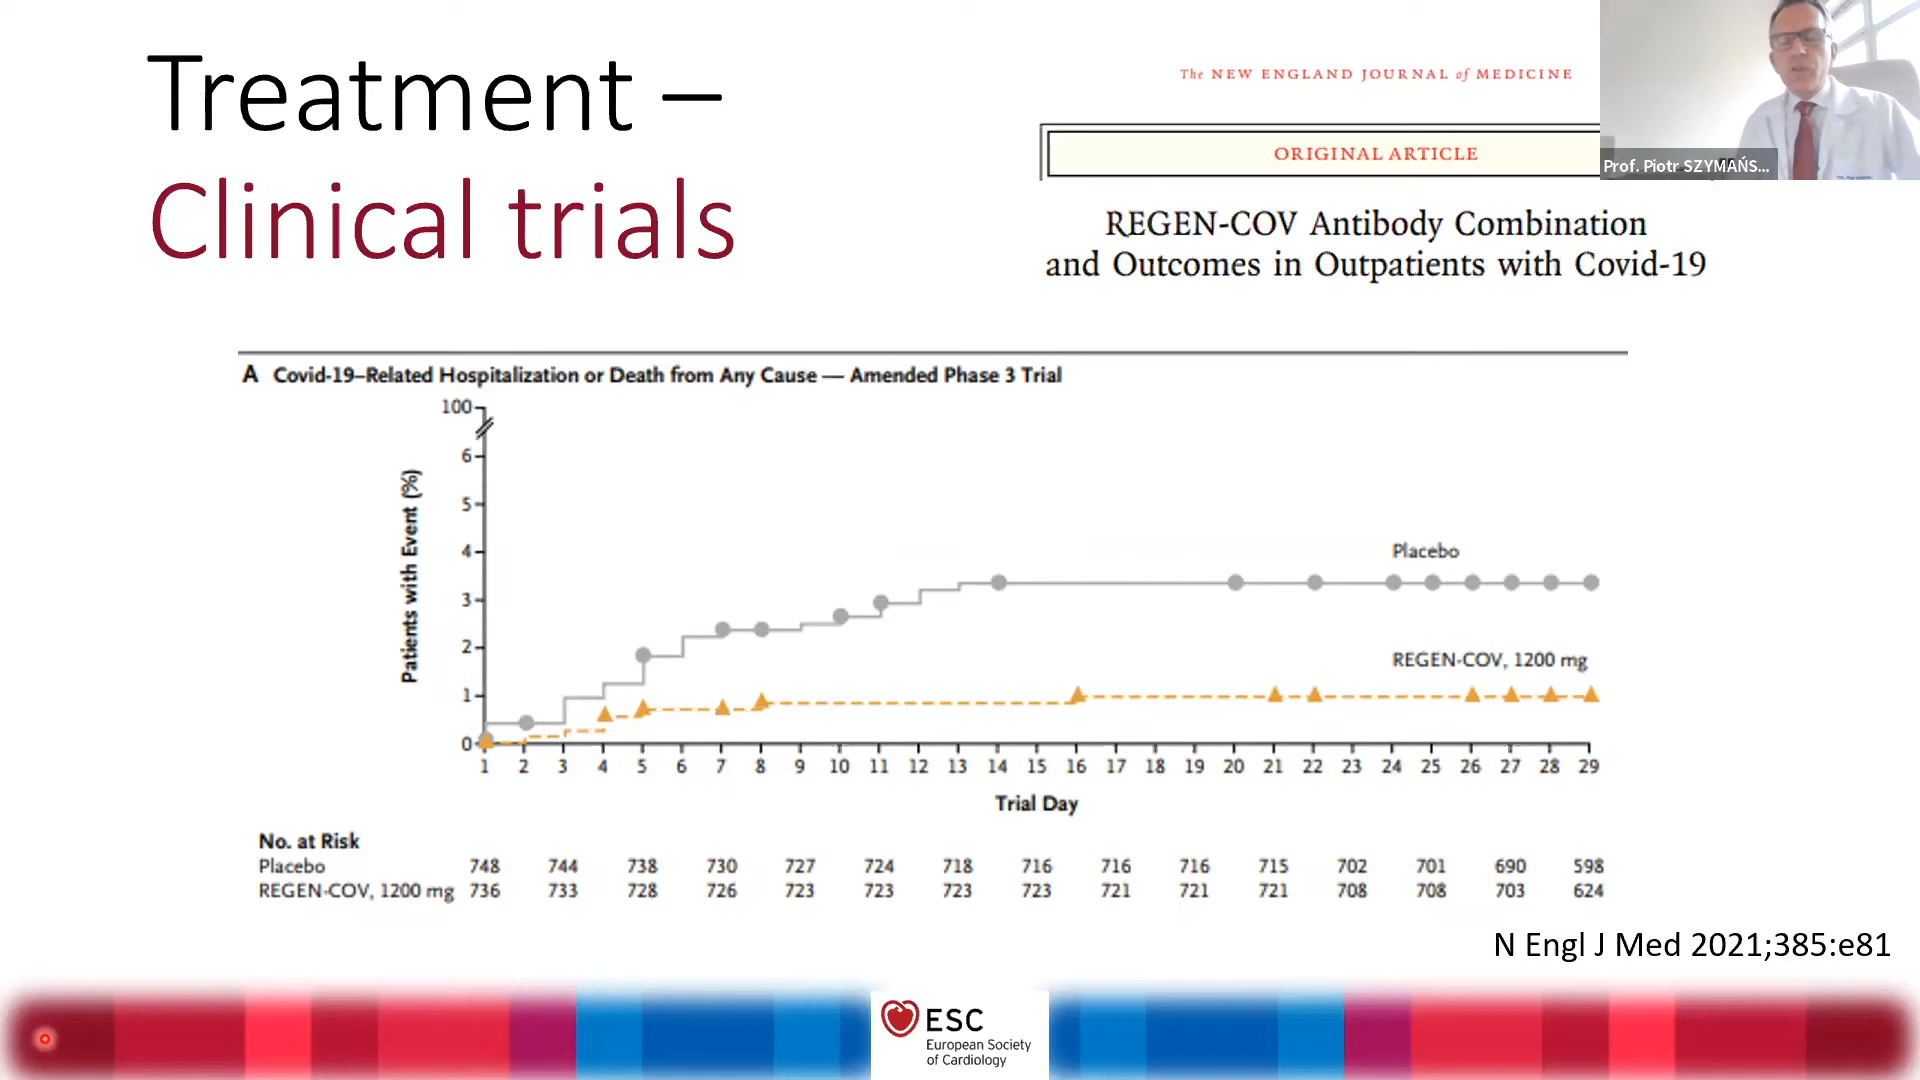 Treatment –
Clinical trials
The NEW ENGLAND JOURNAL of MEDICINE
ORIGINAL ARTICLE
Prof. Piotr SZYMAŃS...
REGEN-COV Antibody Combination
and Outcomes in Outpatients with Covid-19
A Covid-19–Related Hospitalization or Death from Any Cause — Amended Phase 3 Trial
Patients with Event (%)
100
6
5
4
3
2
1
0
Placebo
REGEN-COV, 1200 mg
1 2 3 4 5 6 7 8 9 10 11 12 13 14 15 16 17 18 19 20 21 22 23 24 25 26 27 28 29
Trial Day
No. at Risk
Placebo 748 744 738 730 727 724 718 716 716 716 715 702 701 690 598
REGEN-COV, 1200 mg 736 733 728 726 723 723 723 723 721 721 721 708 708 703 624
N Engl J Med 2021;385:e81
ESC
European Society
of Cardiology